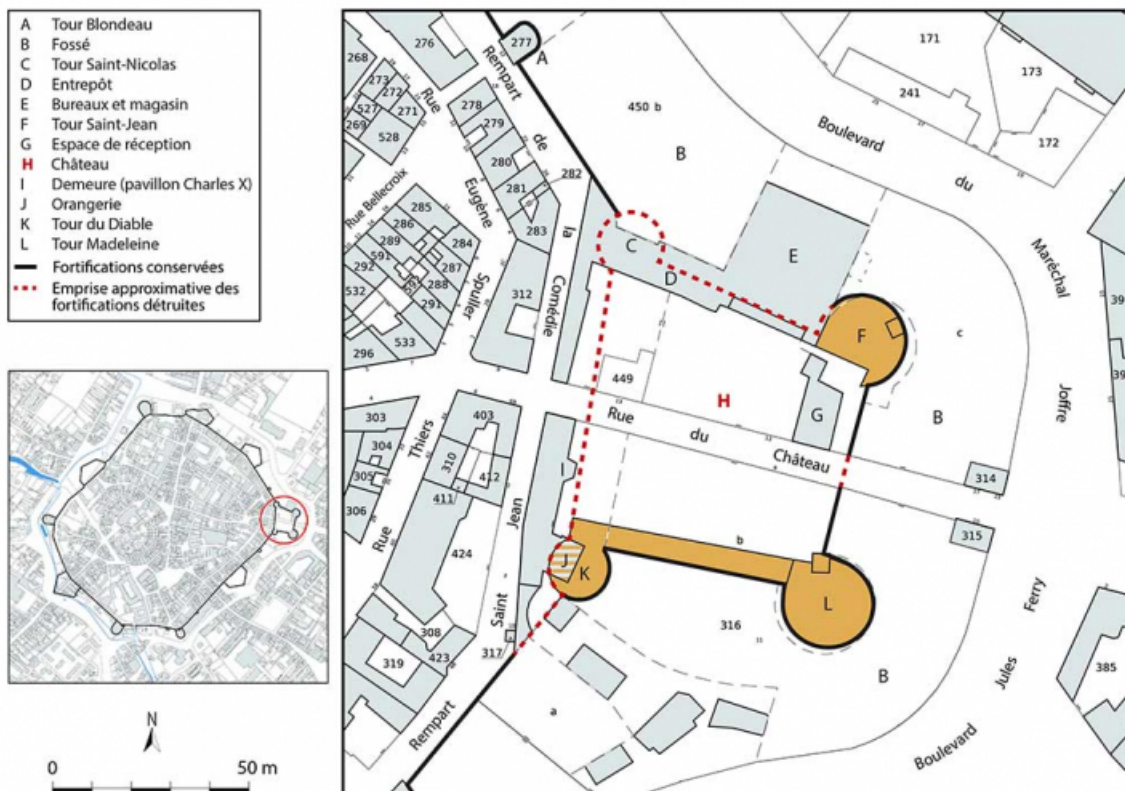 A Tour Blondeau
B Fossé
C Tour Saint-Nicolas
D Entrepôt
E Bureaux et magasin
F Tour Saint-Jean
G Espace de réception
H Château
I Demeure (pavillon Charles X)
J Orangerie
K Tour du Diable
L Tour Madeleine
Fortifications conservées
Emprise approximative des
fortifications détruites
N
0 50 m
276
277
A
268
273
272
527
271
269
528
Rue
Rempart
278
279
de
280
281
282
283
la
Comédie
Eugène
Spuller
Rue Bellecroix
285
286
289
284
591
292
287
288
532
291
533
296
312
450 b
B
171
173
241
172
Boulevard
du
Maréchal
Joffre
C
D
E
F
c
B
449
H
G
Rue
du
Château
314
315
303
304
305
306
Thiers
Rue
403
310
412
411
424
Jean
Saint
Rempart
I
J
K
b
L
308
423
317
319
316
a
B
Boulevard
Jules
Ferry
385
39
39